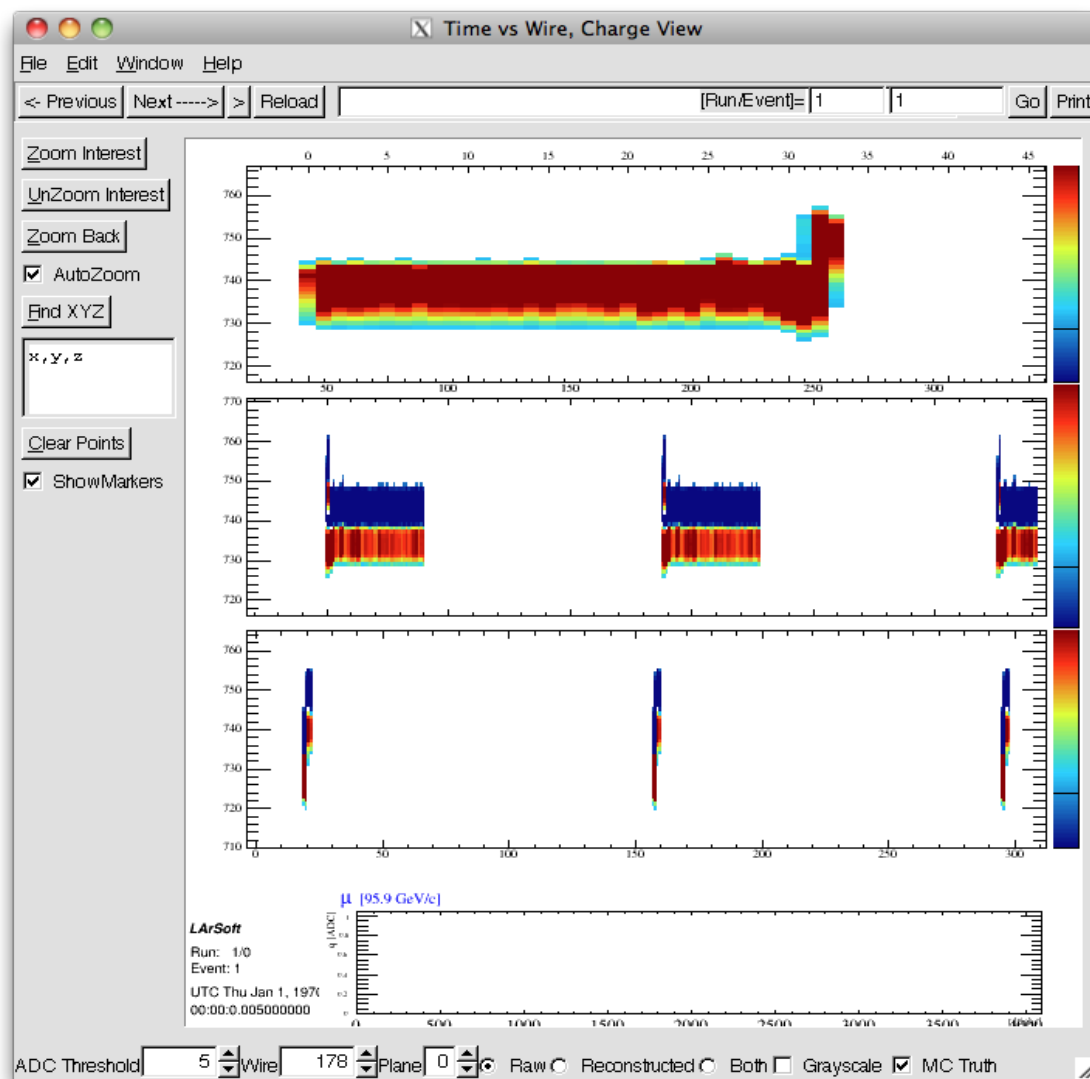 Time vs Wire, Charge View
File Edit Window Help
<- Previous Next -----> > Reload [Run/Event]= 1 1 Go Print
Zoom Interest
UnZoom Interest
Zoom Back
AutoZoom
Find XYZ
x,y,z
Clear Points
ShowMarkers
0 5 10 15 20 25 30 35 40 45
760
750
740
730
720
50 100 150 200 250 300
770
760
750
740
730
720
760
750
740
730
720
710
0 50 100 150 200 250 300
μ [95.9 GeV/c]
q [ADC]
LArSoft
Run: 1/0
Event: 1
UTC Thu Jan 1, 197
00:00:0.005000000
0 500 1000 1500 2000 2500 3000 3500
ADC Threshold 5 Wire 178 Plane 0 Raw Reconstructed Both Grayscale MC Truth